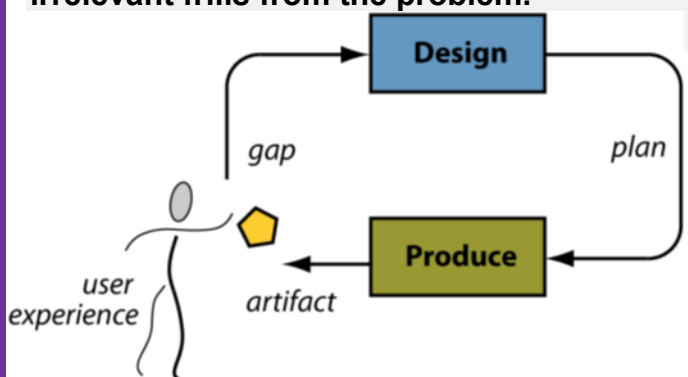 Design
gap
plan
Produce
user
experience
artifact